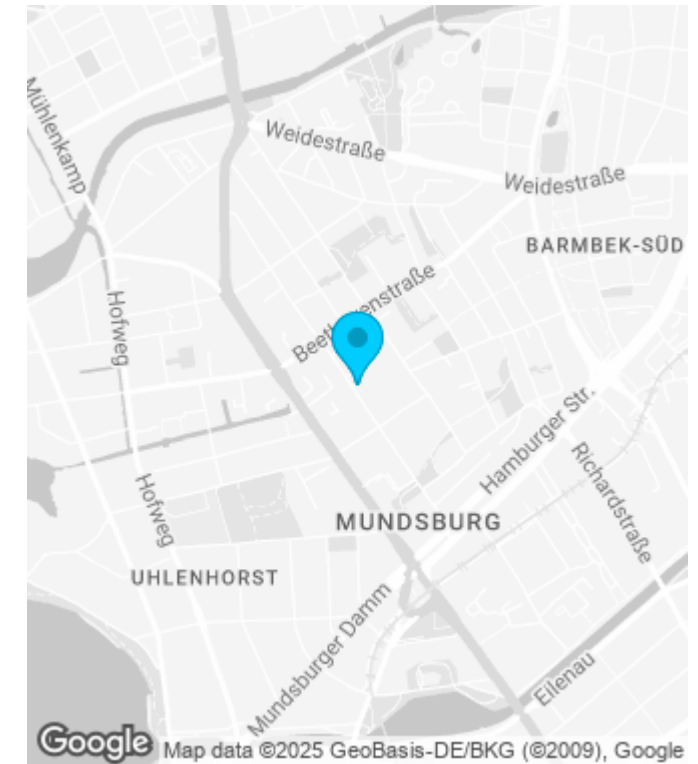 Mühlenkamp
Weidestraße
Weidestraße
BARMBEK-SÜD
Hofweg
Beethovenstraße
Hamburger Str.
Richardstraße
Hofweg
MUNDSBURG
UHLENHORST
Mundsburger Damm
Eilenau
Google Map data ©2025 GeoBasis-DE/BKG (©2009), Google